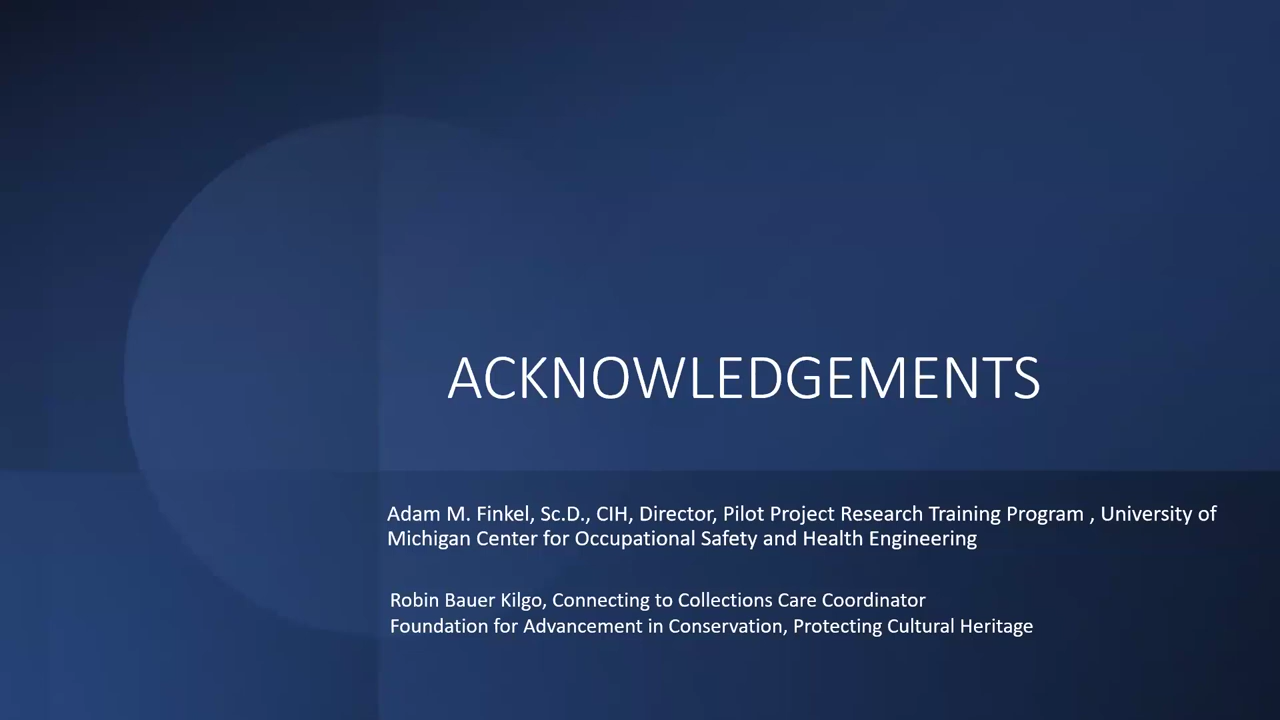 ACKNOWLEDGEMENTS
Adam M. Finkel, Sc.D., CIH, Director, Pilot Project Research Training Program , University of
Michigan Center for Occupational Safety and Health Engineering
Robin Bauer Kilgo, Connecting to Collections Care Coordinator
Foundation for Advancement in Conservation, Protecting Cultural Heritage